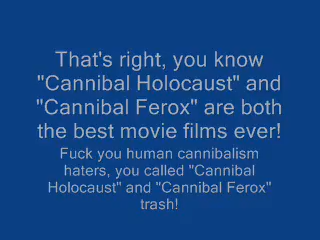 That's right, you know
"Cannibal Holocaust" and
"Cannibal Ferox" are both
the best movie films ever!
Fuck you human cannibalism
haters, you called "Cannibal
Holocaust" and "Cannibal Ferox"
trash!